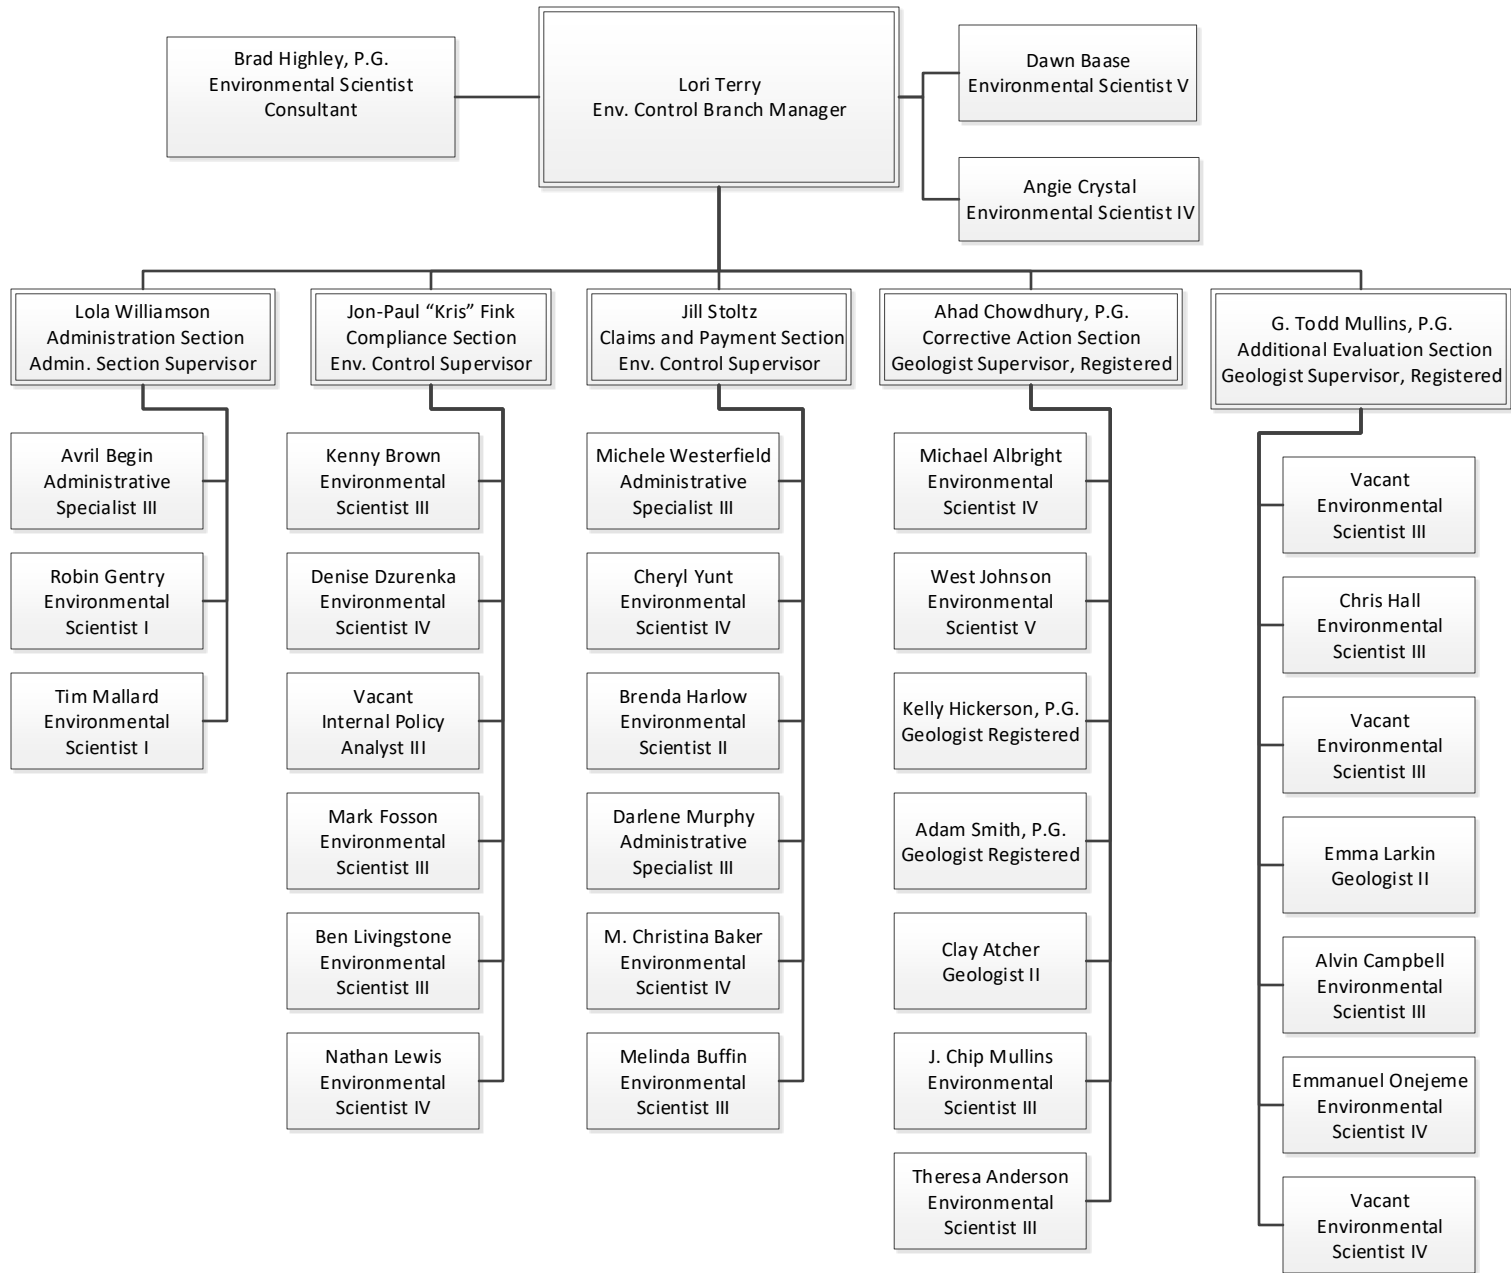 Brad Highley, P.G.
Environmental Scientist
Consultant
Lori Terry
Env. Control Branch Manager
Dawn Baase
Environmental Scientist V
Angie Crystal
Environmental Scientist IV
Lola Williamson
Administration Section
Admin. Section Supervisor
Jon-Paul “Kris” Fink
Compliance Section
Env. Control Supervisor
Jill Stoltz
Claims and Payment Section
Env. Control Supervisor
Ahad Chowdhury, P.G.
Corrective Action Section
Geologist Supervisor, Registered
G. Todd Mullins, P.G.
Additional Evaluation Section
Geologist Supervisor, Registered
Avril Begin
Administrative
Specialist III
Robin Gentry
Environmental
Scientist I
Tim Mallard
Environmental
Scientist I
Kenny Brown
Environmental
Scientist III
Denise Dzurenka
Environmental
Scientist IV
Vacant
Internal Policy
Analyst III
Mark Fosson
Environmental
Scientist III
Ben Livingstone
Environmental
Scientist III
Nathan Lewis
Environmental
Scientist IV
Michele Westerfield
Administrative
Specialist III
Cheryl Yunt
Environmental
Scientist IV
Brenda Harlow
Environmental
Scientist II
Darlene Murphy
Administrative
Specialist III
M. Christina Baker
Environmental
Scientist IV
Melinda Buffin
Environmental
Scientist III
Michael Albright
Environmental
Scientist IV
West Johnson
Environmental
Scientist V
Kelly Hickerson, P.G.
Geologist Registered
Adam Smith, P.G.
Geologist Registered
Clay Atcher
Geologist II
J. Chip Mullins
Environmental
Scientist III
Theresa Anderson
Environmental
Scientist III
Vacant
Environmental
Scientist III
Chris Hall
Environmental
Scientist III
Vacant
Environmental
Scientist III
Emma Larkin
Geologist II
Alvin Campbell
Environmental
Scientist III
Emmanuel Onejeme
Environmental
Scientist IV
Vacant
Environmental
Scientist IV